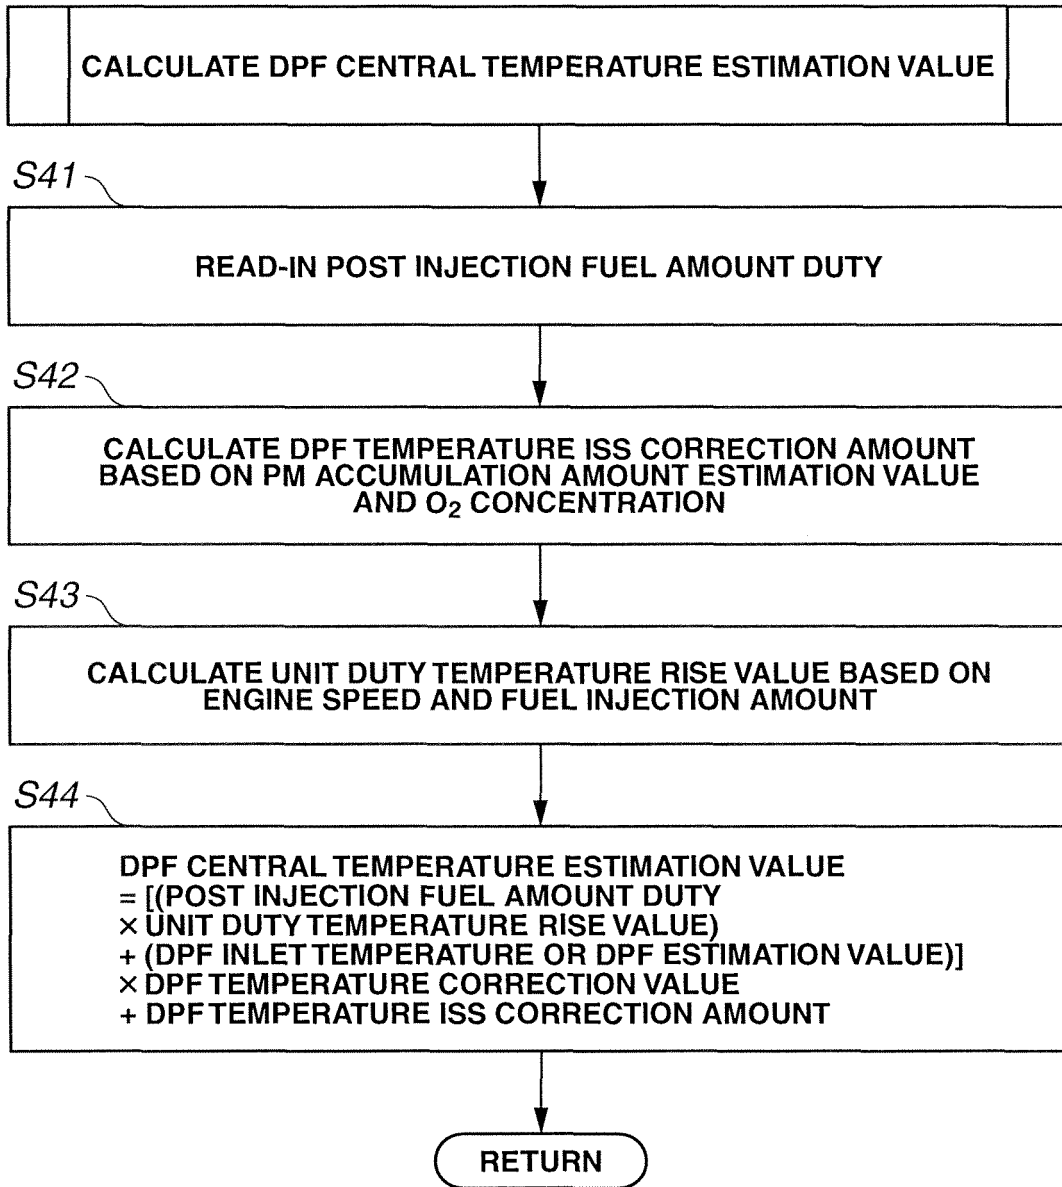 CALCULATE DPF CENTRAL TEMPERATURE ESTIMATION VALUE
S41
READ-IN POST INJECTION FUEL AMOUNT DUTY
S42
CALCULATE DPF TEMPERATURE ISS CORRECTION AMOUNT
BASED ON PM ACCUMULATION AMOUNT ESTIMATION VALUE
AND O₂ CONCENTRATION
S43
CALCULATE UNIT DUTY TEMPERATURE RISE VALUE BASED ON
ENGINE SPEED AND FUEL INJECTION AMOUNT
S44
DPF CENTRAL TEMPERATURE ESTIMATION VALUE
= [(POST INJECTION FUEL AMOUNT DUTY
× UNIT DUTY TEMPERATURE RISE VALUE)
+ (DPF INLET TEMPERATURE OR DPF ESTIMATION VALUE)]
× DPF TEMPERATURE CORRECTION VALUE
+ DPF TEMPERATURE ISS CORRECTION AMOUNT
RETURN